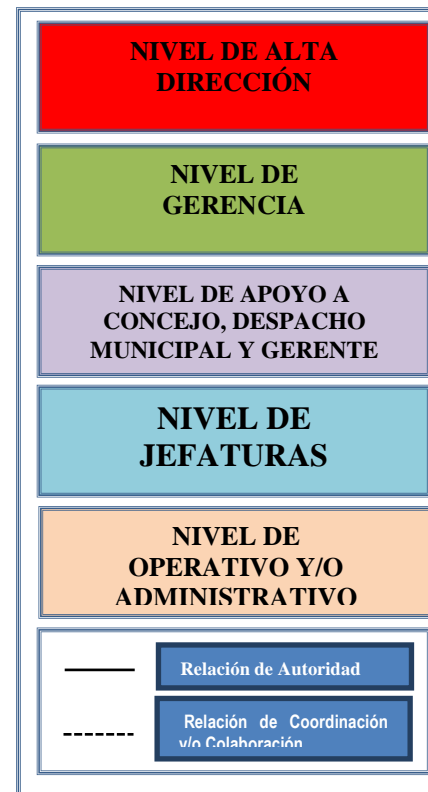 NIVEL DE ALTA
DIRECCIÓN
NIVEL DE
GERENCIA
NIVEL DE APOYO A
CONCEJO, DESPACHO
MUNICIPAL Y GERENTE
NIVEL DE
JEFATURAS
NIVEL DE
OPERATIVO Y/O
ADMINISTRATIVO
Relación de Autoridad
Relación de Coordinación
y/o Colaboración